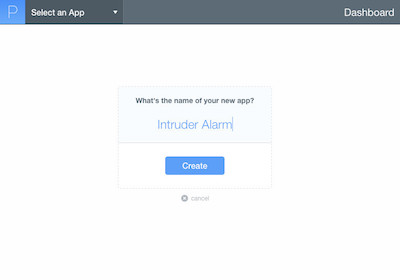 P
Select an App
Dashboard
What's the name of your new app?
Intruder Alarm
Create
cancel